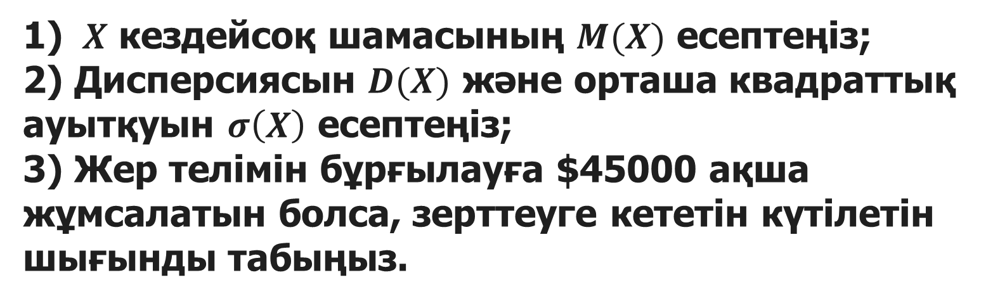 1) X кездейсоқ шамасының M(X) есептеңіз;
2) Дисперсиясын D(X) және орташа квадраттық
ауытқуын σ(X) есептеңіз;
3) Жер телімін бұрғылауға $45000 ақша
жұмсалатын болса, зерттеуге кететін күтілетін
шығынды табыңыз.